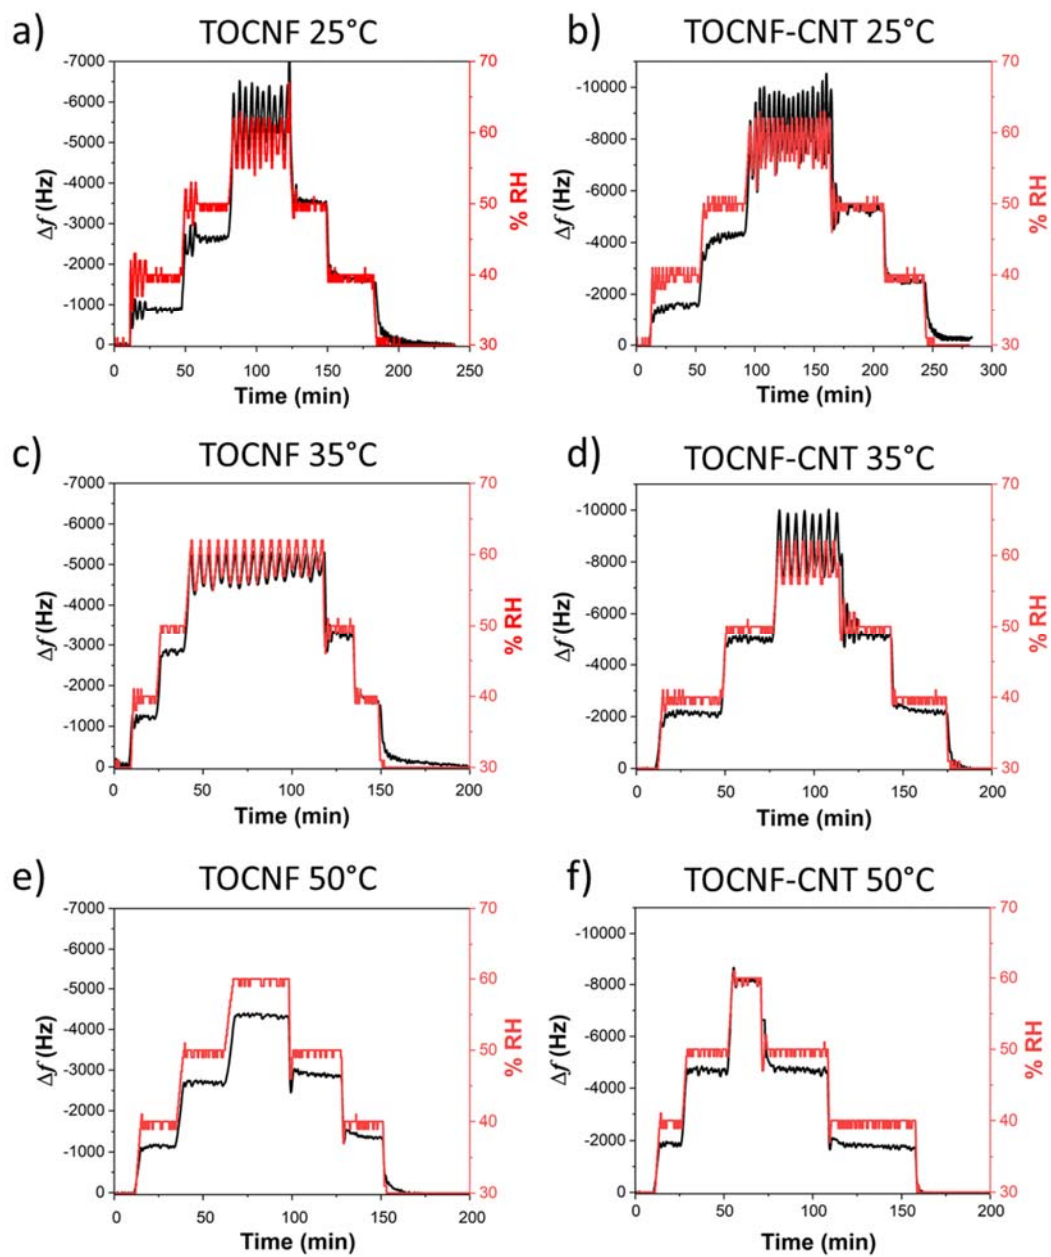 a) TOCNF 25°C
-7000
-6000
-5000
-4000
-3000
-2000
-1000
0
Δf (Hz)
70
60
50
40
30
% RH
0 50 100 150 200 250
Time (min)
b) TOCNF-CNT 25°C
-10000
-8000
-6000
-4000
-2000
0
Δf (Hz)
70
60
50
40
30
% RH
0 50 100 150 200 250 300
Time (min)
c) TOCNF 35°C
-7000
-6000
-5000
-4000
-3000
-2000
-1000
0
Δf (Hz)
70
60
50
40
30
% RH
0 50 100 150 200
Time (min)
d) TOCNF-CNT 35°C
-10000
-8000
-6000
-4000
-2000
0
Δf (Hz)
70
60
50
40
30
% RH
0 50 100 150 200
Time (min)
e) TOCNF 50°C
-7000
-6000
-5000
-4000
-3000
-2000
-1000
0
Δf (Hz)
70
60
50
40
30
% RH
0 50 100 150 200
Time (min)
f) TOCNF-CNT 50°C
-10000
-8000
-6000
-4000
-2000
0
Δf (Hz)
70
60
50
40
30
% RH
0 50 100 150 200
Time (min)